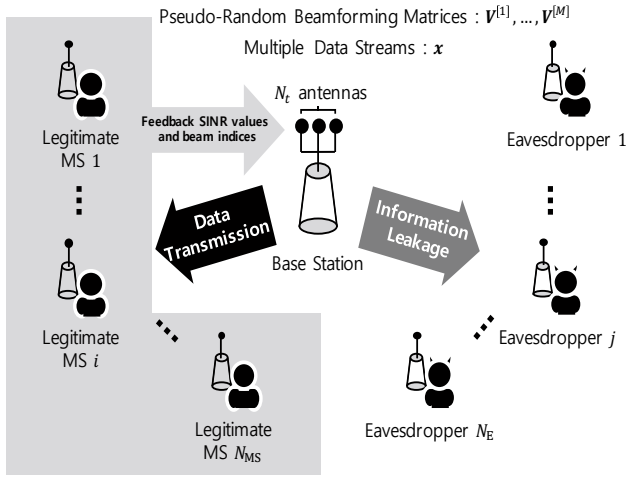 Pseudo-Random Beamforming Matrices : V^[1], ..., V^[M]
Multiple Data Streams : x
N_t antennas
Feedback SINR values
and beam indices
Legitimate
MS 1
Eavesdropper 1
Data
Transmission
Information
Leakage
Base Station
Legitimate
MS i
Eavesdropper j
Legitimate
MS N_MS
Eavesdropper N_E